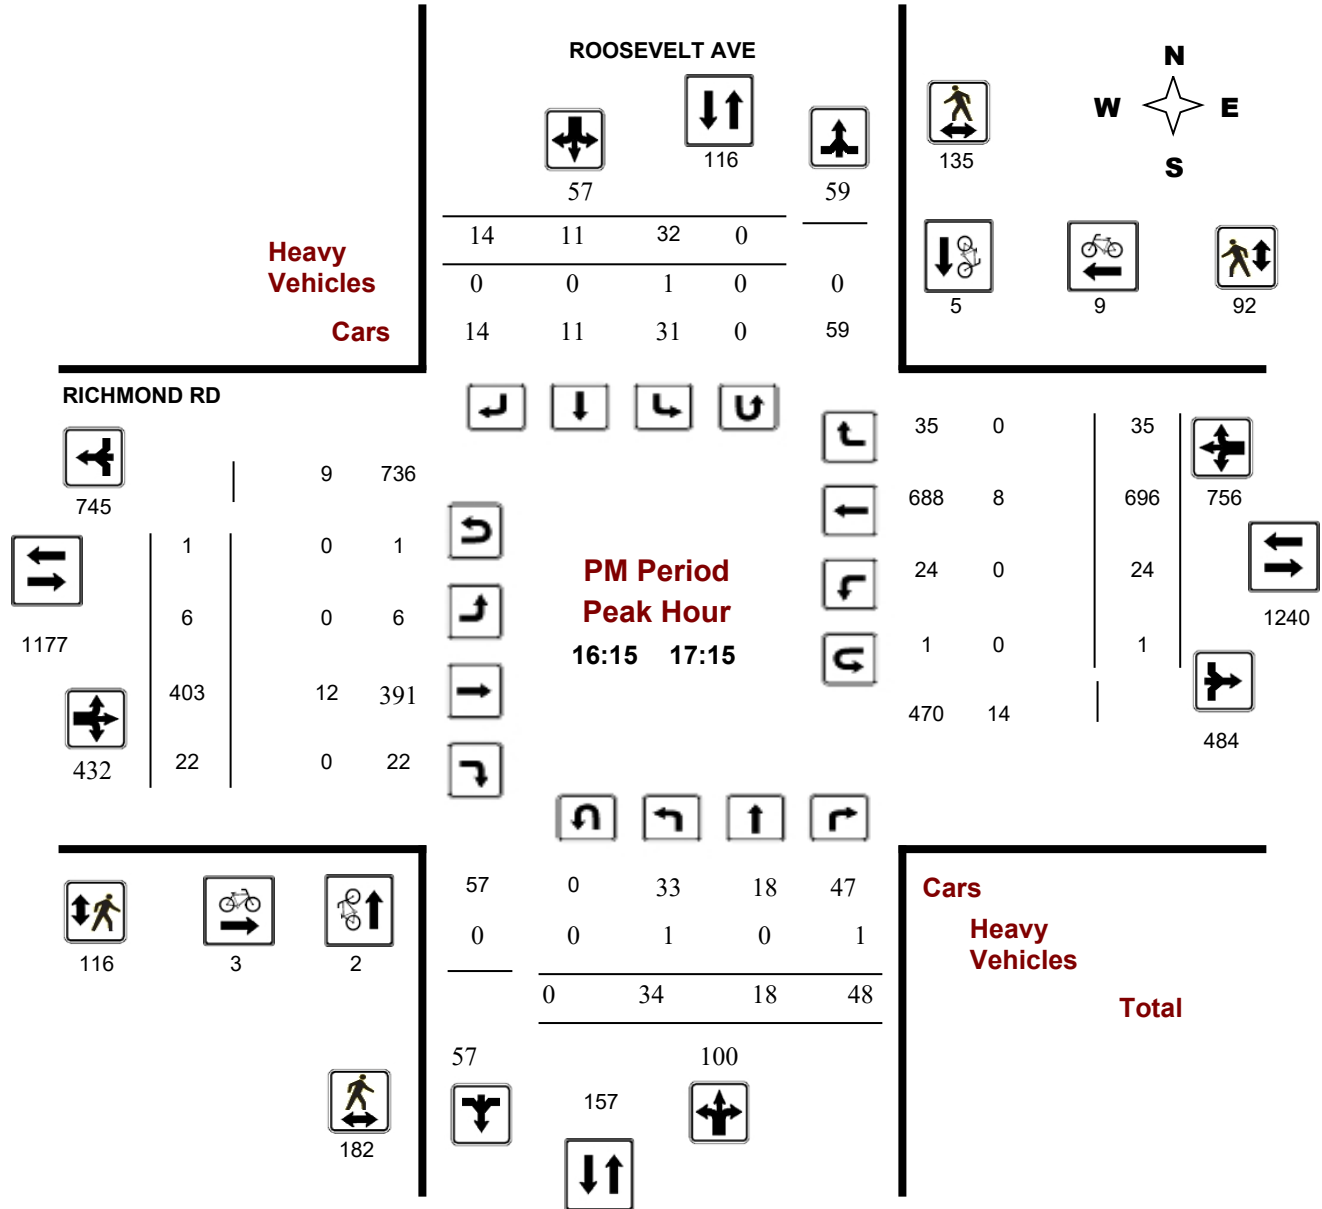 ROOSEVELT AVE
N
W E
S
116
135
57 59
14 11 32 0
Heavy
Vehicles
0 0 1 0 0
Cars
14 11 31 0 59
5 9 92
RICHMOND RD
35 0 35
9 736
745
688 8 696 756
1 0 1
PM Period
24 0 24
Peak Hour
6 0 6
1240
1177
16:15 17:15
1 0 1
403 12 391
470 14
484
432 22 0 22
57 0 33 18 47
Cars
0 0 1 0 1
Heavy
Vehicles
116 3 2
0 34 18 48
Total
57 100
157
182